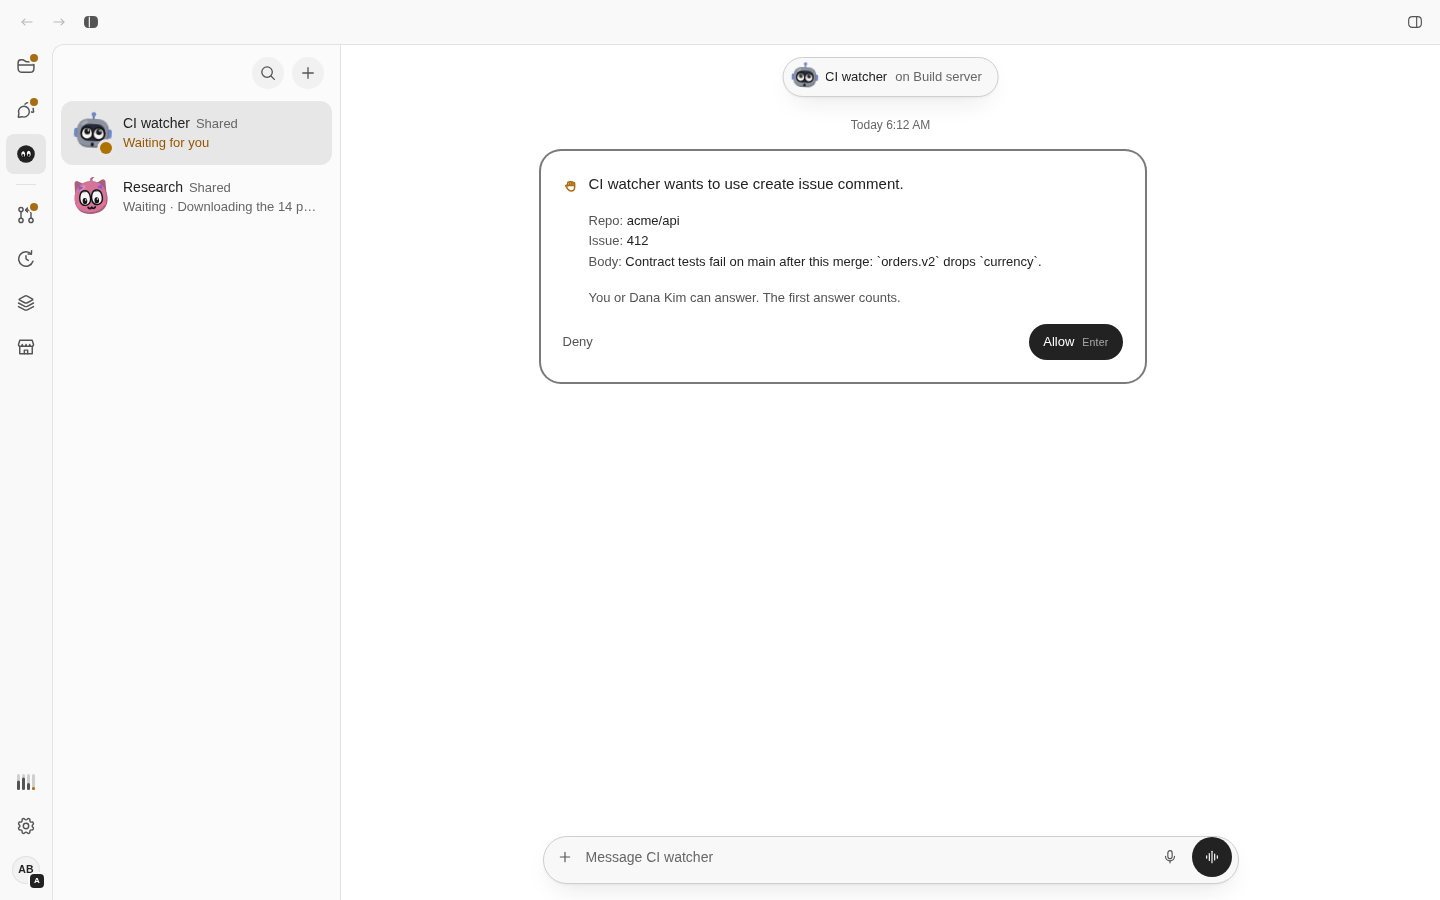 CI watcher Shared
Waiting for you
Research Shared
Waiting · Downloading the 14 p…
AB
A
CI watcher on Build server
Today 6:12 AM
CI watcher wants to use create issue comment.
Repo: acme/api
Issue: 412
Body: Contract tests fail on main after this merge: `orders.v2` drops `currency`.
You or Dana Kim can answer. The first answer counts.
Deny
Allow Enter
Message CI watcher